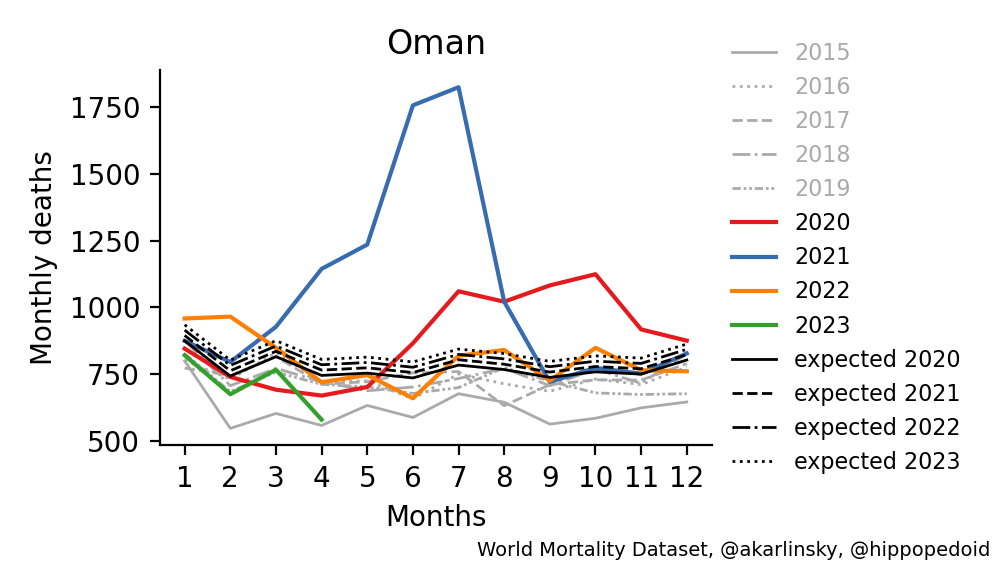 Oman
Monthly deaths
1750
1500
1250
1000
750
500
1 2 3 4 5 6 7 8 9 10 11 12
Months
2015
2016
2017
2018
2019
2020
2021
2022
2023
expected 2020
expected 2021
expected 2022
expected 2023
World Mortality Dataset, @akarlinsky, @hippopedoid